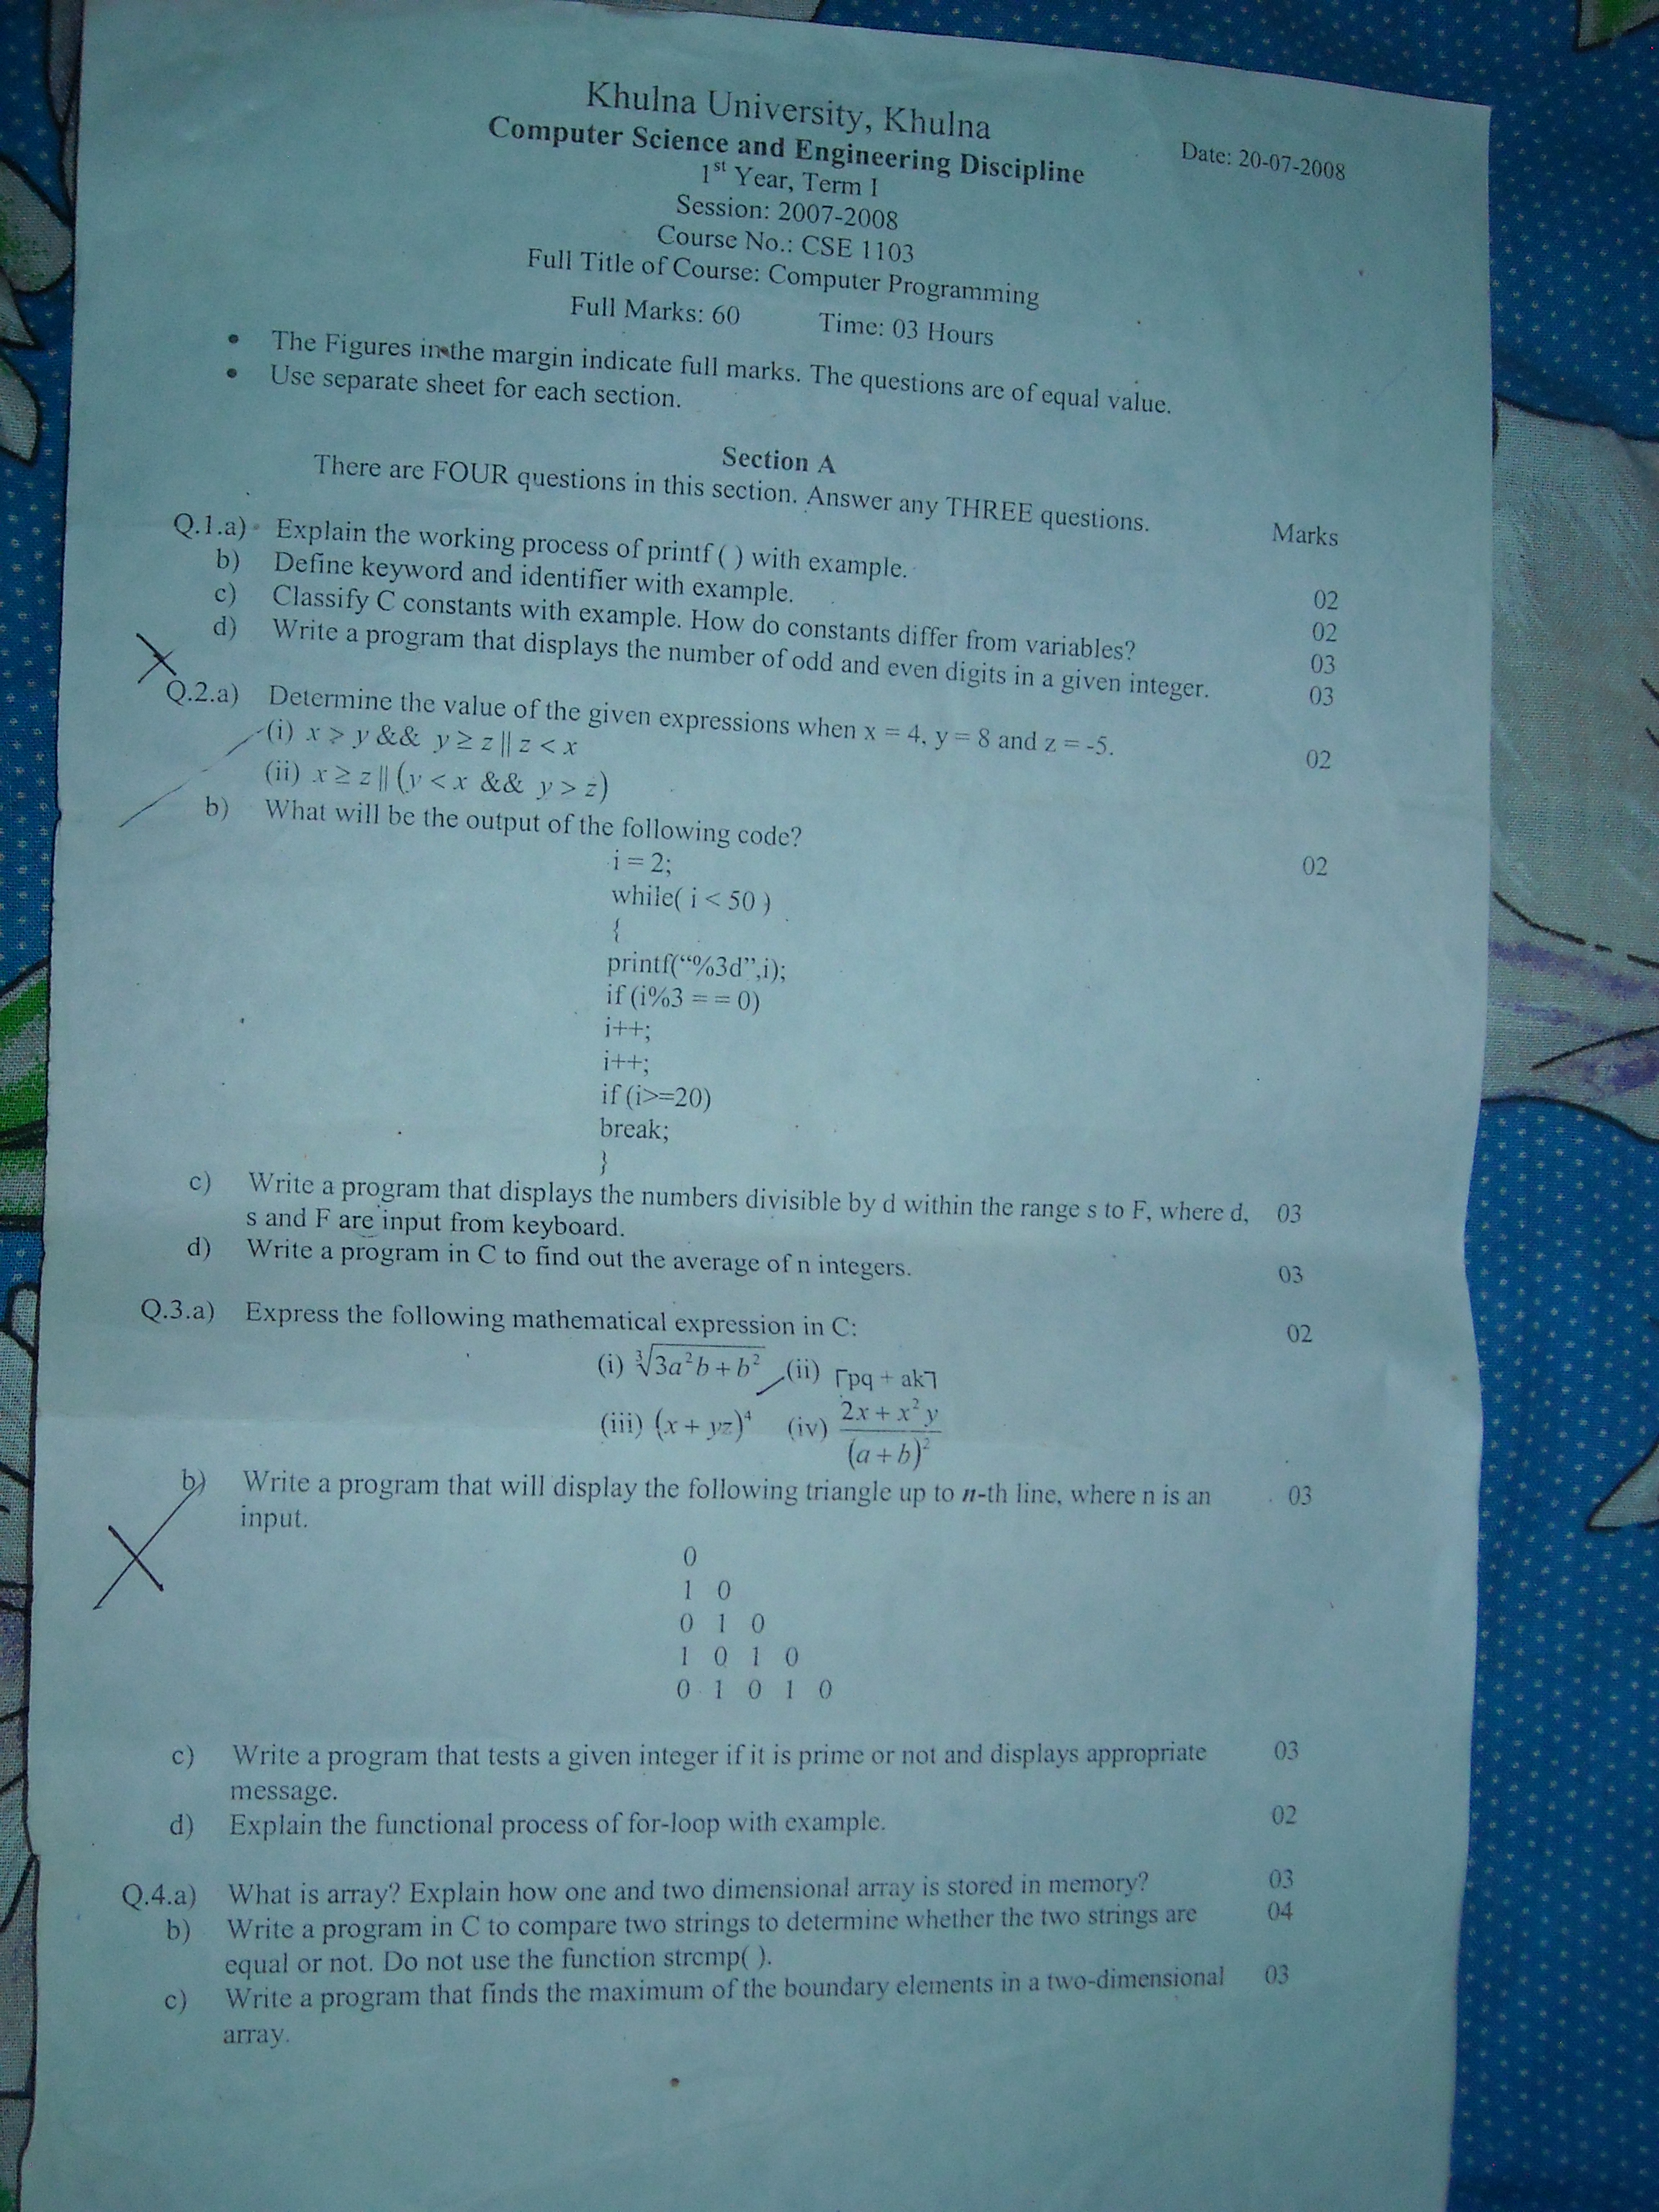 Khulna University, Khulna
Computer Science and Engineering Discipline
Date: 20-07-2008
1st Year, Term I
Session: 2007-2008
Course No.: CSE 1103
Full Title of Course: Computer Programming
Full Marks: 60 Time: 03 Hours
• The Figures in the margin indicate full marks. The questions are of equal value.
• Use separate sheet for each section.
Section A
There are FOUR questions in this section. Answer any THREE questions.
Marks
Q.1.a) Explain the working process of printf ( ) with example. 02
b) Define keyword and identifier with example. 02
c) Classify C constants with example. How do constants differ from variables? 03
d) Write a program that displays the number of odd and even digits in a given integer. 03
Q.2.a) Determine the value of the given expressions when x = 4, y = 8 and z = -5. 02
(i) x > y && y ≥ z || z < x
(ii) x ≥ z || (y < x && y > z)
b) What will be the output of the following code? 02
i = 2;
while( i < 50 )
{
printf(“%3d”,i);
if (i%3 = = 0)
i++;
i++;
if (i>=20)
break;
}
c) Write a program that displays the numbers divisible by d within the range s to F, where d, 03
s and F are input from keyboard.
d) Write a program in C to find out the average of n integers. 03
Q.3.a) Express the following mathematical expression in C: 02
(i) ∛(3a²b + b²) (ii) ⌈pq + ak⌉
(iii) (x + yz)⁴ (iv) (2x + x²y)/(a + b)²
b) Write a program that will display the following triangle up to n-th line, where n is an 03
input.
0
1 0
0 1 0
1 0 1 0
0 1 0 1 0
c) Write a program that tests a given integer if it is prime or not and displays appropriate 03
message.
d) Explain the functional process of for-loop with example. 02
Q.4.a) What is array? Explain how one and two dimensional array is stored in memory? 03
b) Write a program in C to compare two strings to determine whether the two strings are 04
equal or not. Do not use the function strcmp( ).
c) Write a program that finds the maximum of the boundary elements in a two-dimensional 03
array.